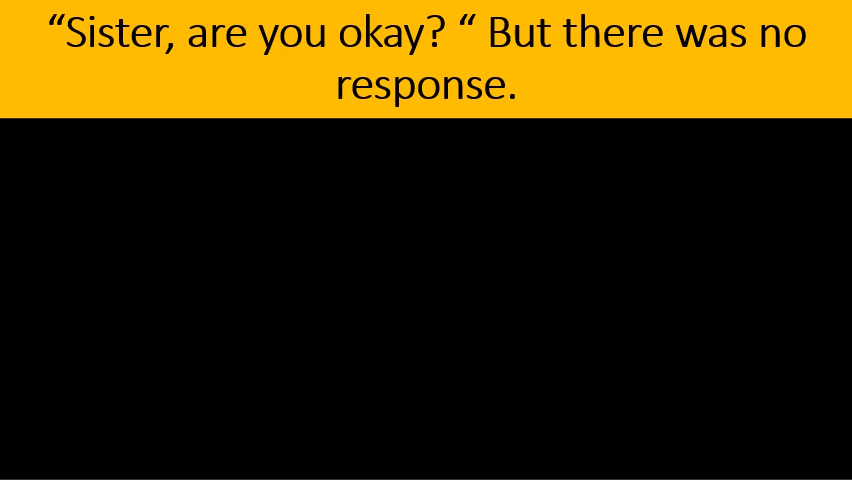 “Sister, are you okay? “ But there was no
response.